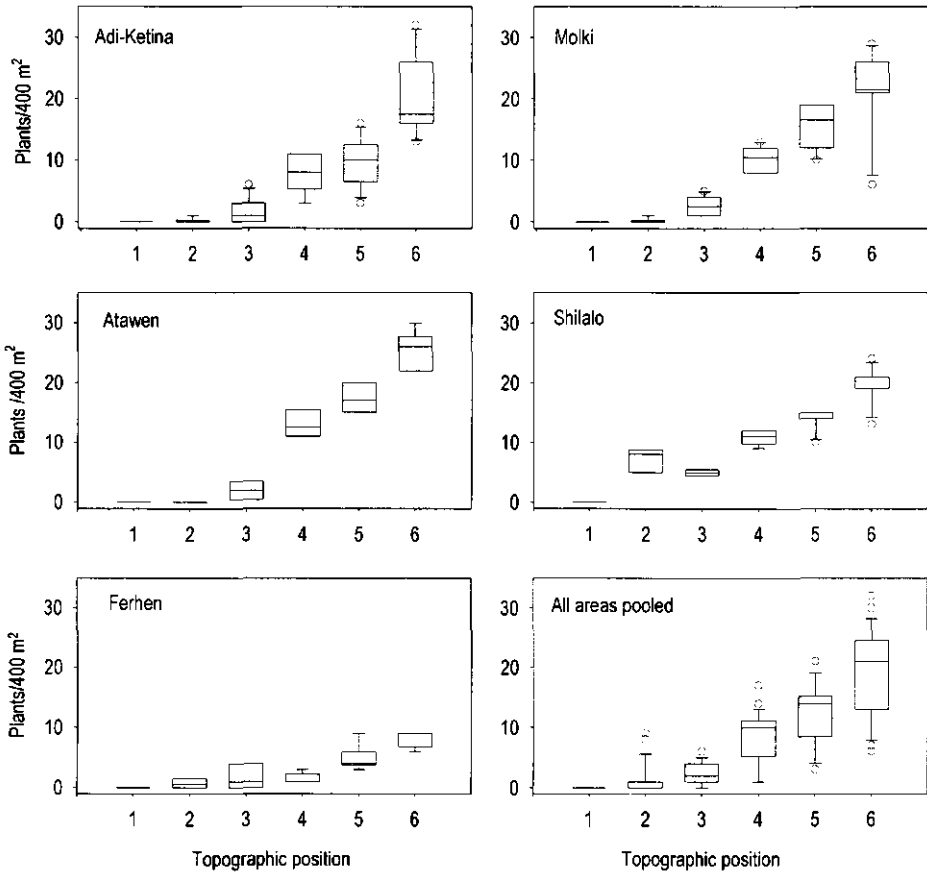 Adi-Ketina
Plants/400 m²
30
20
10
0
1 2 3 4 5 6
Molki
30
20
10
0
1 2 3 4 5 6
Atawen
Plants /400 m²
30
20
10
0
1 2 3 4 5 6
Shilalo
30
20
10
0
1 2 3 4 5 6
Ferhen
Plants/400 m²
30
20
10
0
1 2 3 4 5 6
Topographic position
All areas pooled
30
20
10
0
1 2 3 4 5 6
Topographic position